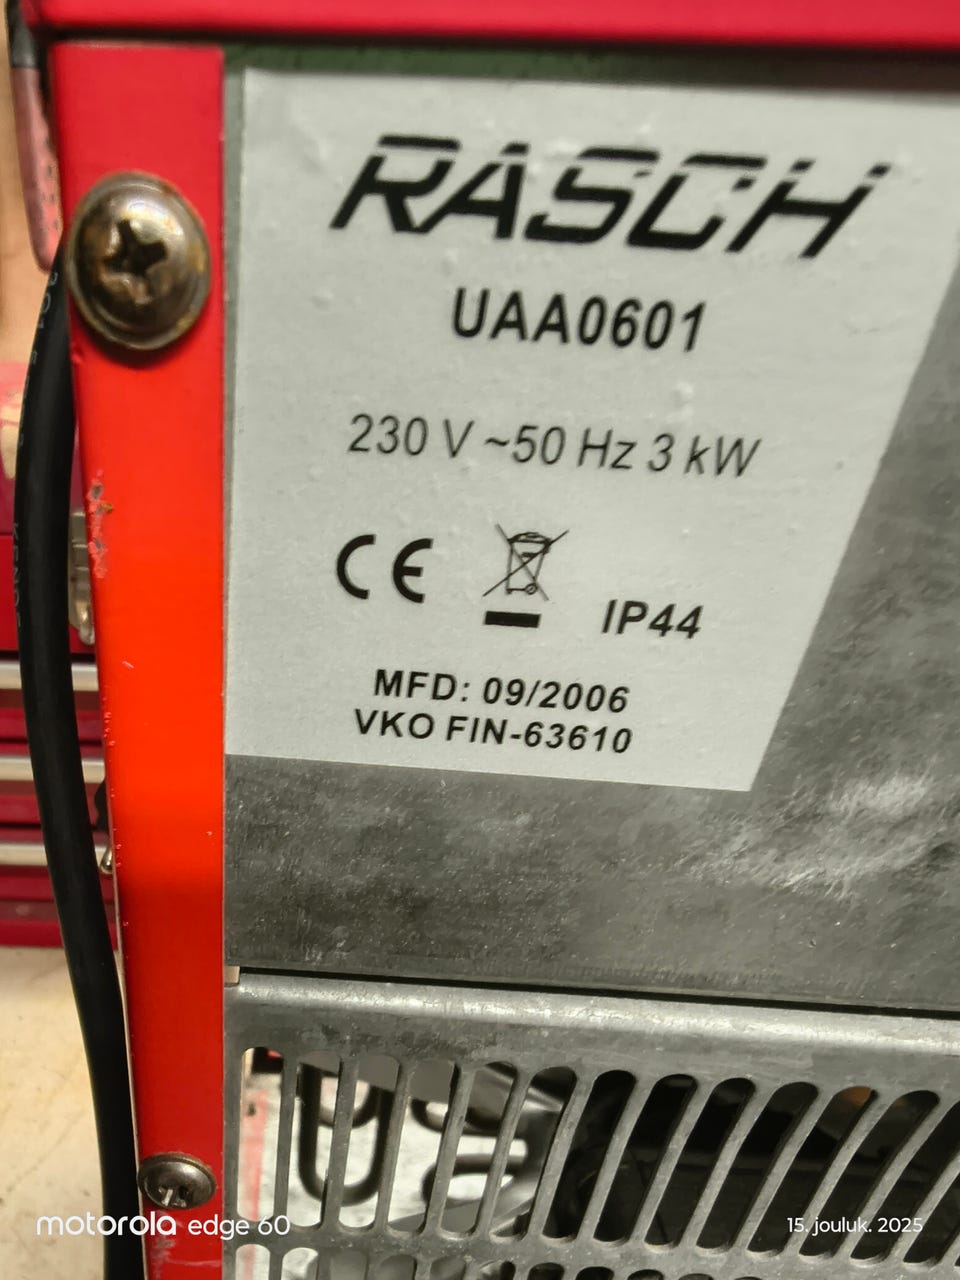 RASCH
UAA0601
230 V ~50 Hz 3 kW
CE
IP44
MFD: 09/2006
VKO FIN-63610
motorola edge 60
15. jouluk. 2025